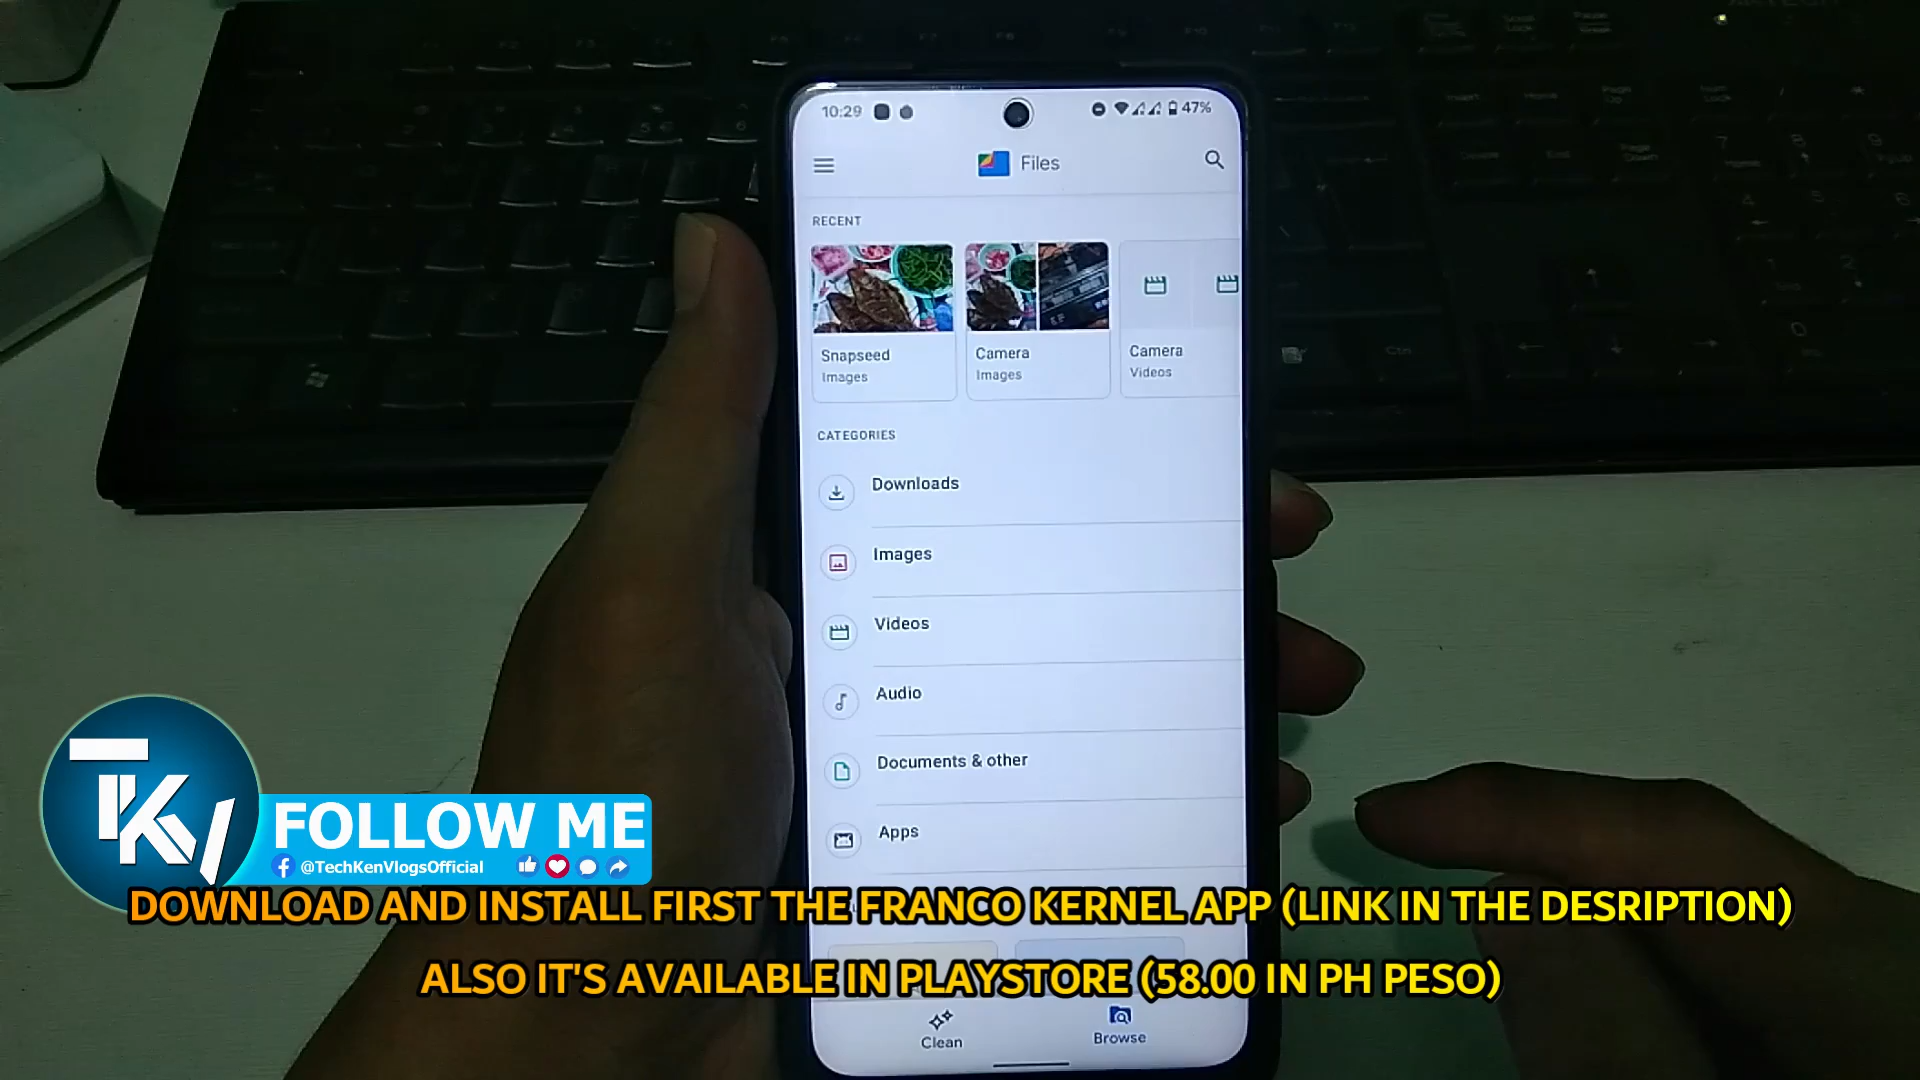 10:29
47%
Files
RECENT
Snapseed
Images
Camera
Images
Camera
Videos
CATEGORIES
Downloads
Images
Videos
Audio
Documents & other
Apps
Clean
Browse
TKV
FOLLOW ME
@TechKenVlogsOfficial
DOWNLOAD AND INSTALL FIRST THE FRANCO KERNEL APP (LINK IN THE DESRIPTION)
ALSO IT'S AVAILABLE IN PLAYSTORE (58.00 IN PH PESO)